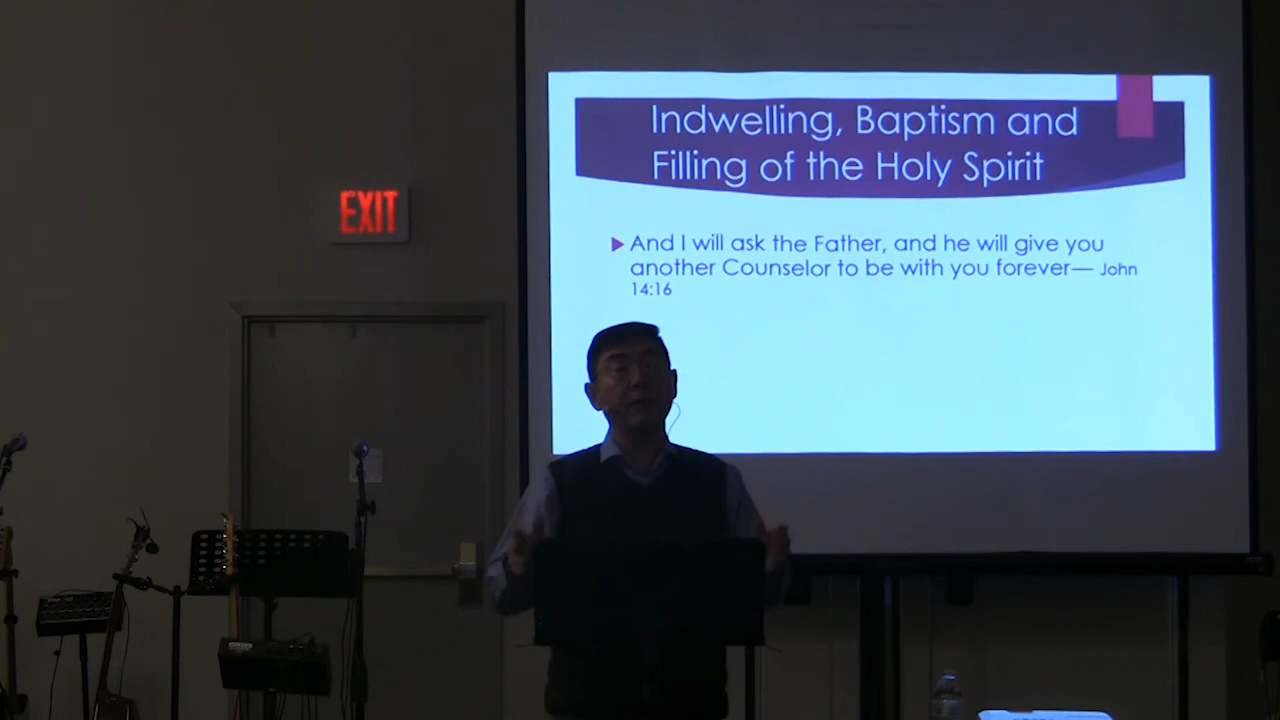 Indwelling, Baptism and
Filling of the Holy Spirit
And I will ask the Father, and he will give you
another Counselor to be with you forever— John
14:16
EXIT